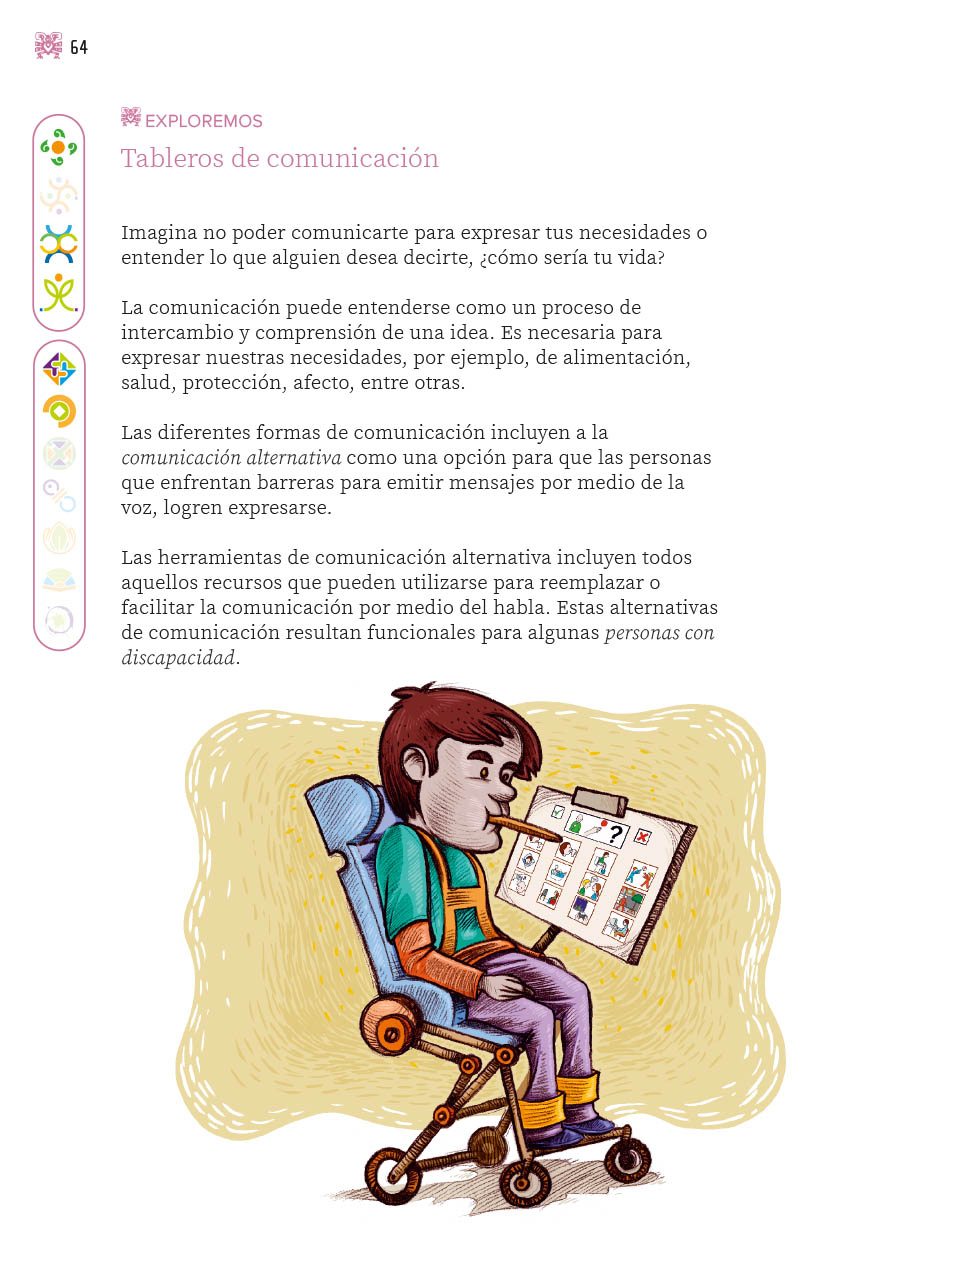 64
EXPLOREMOS
Tableros de comunicación
Imagina no poder comunicarte para expresar tus necesidades o
entender lo que alguien desea decirte, ¿cómo sería tu vida?
La comunicación puede entenderse como un proceso de
intercambio y comprensión de una idea. Es necesaria para
expresar nuestras necesidades, por ejemplo, de alimentación,
salud, protección, afecto, entre otras.
Las diferentes formas de comunicación incluyen a la
comunicación alternativa como una opción para que las personas
que enfrentan barreras para emitir mensajes por medio de la
voz, logren expresarse.
Las herramientas de comunicación alternativa incluyen todos
aquellos recursos que pueden utilizarse para reemplazar o
facilitar la comunicación por medio del habla. Estas alternativas
de comunicación resultan funcionales para algunas personas con
discapacidad.
?